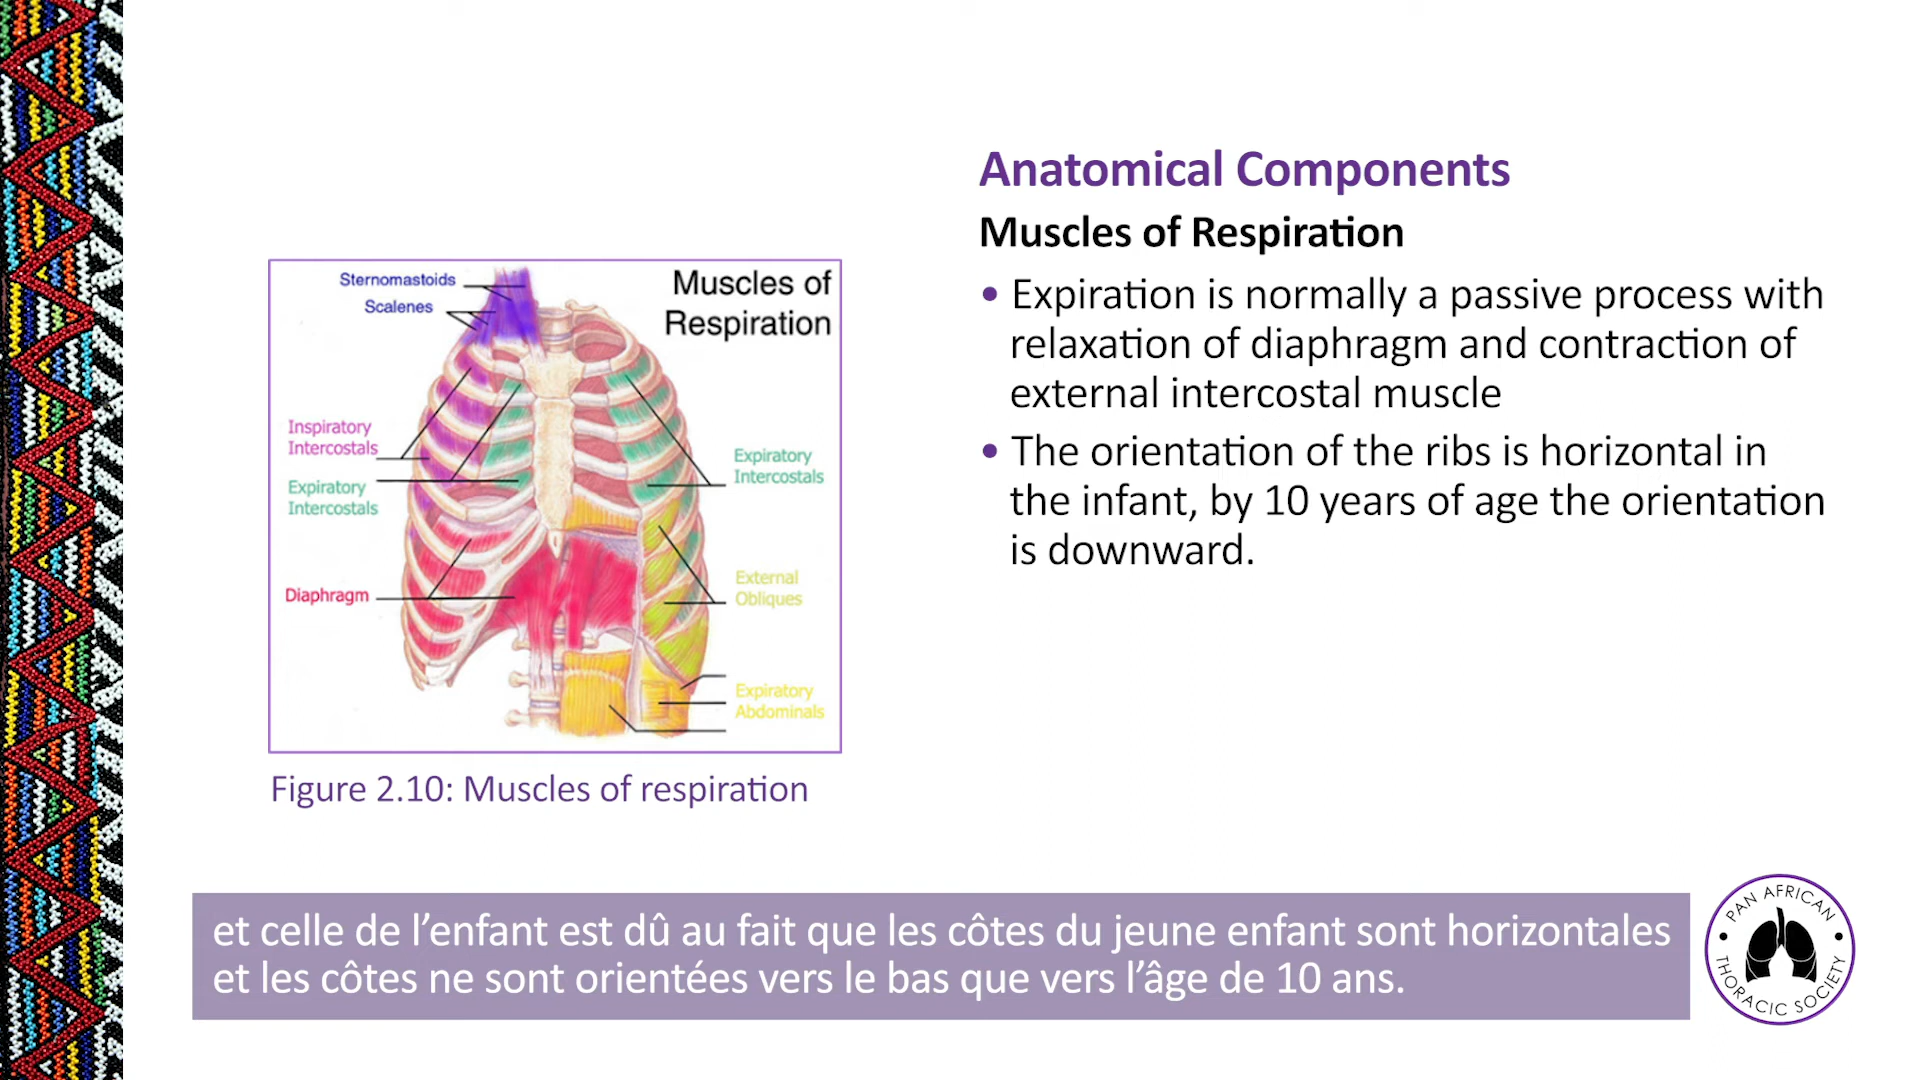 Anatomical Components
Muscles of Respiration
• Expiration is normally a passive process with
relaxation of diaphragm and contraction of
external intercostal muscle
• The orientation of the ribs is horizontal in
the infant, by 10 years of age the orientation
is downward.
Muscles of
Respiration
Sternomastoids
Scalenes
Inspiratory
Intercostals
Expiratory
Intercostals
Diaphragm
Expiratory
Intercostals
External
Obliques
Expiratory
Abdominals
Figure 2.10: Muscles of respiration
et celle de l’enfant est dû au fait que les côtes du jeune enfant sont horizontales
et les côtes ne sont orientées vers le bas que vers l’âge de 10 ans.
PAN AFRICAN
THORACIC SOCIETY